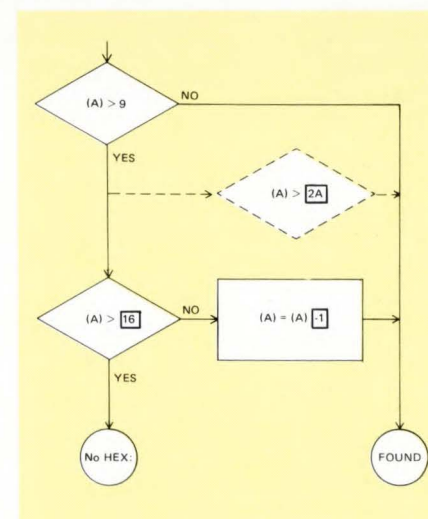 (A) > 9
NO
YES
(A) > 2A
(A) > 16
NO
(A) = (A) -1
YES
No HEX:
FOUND